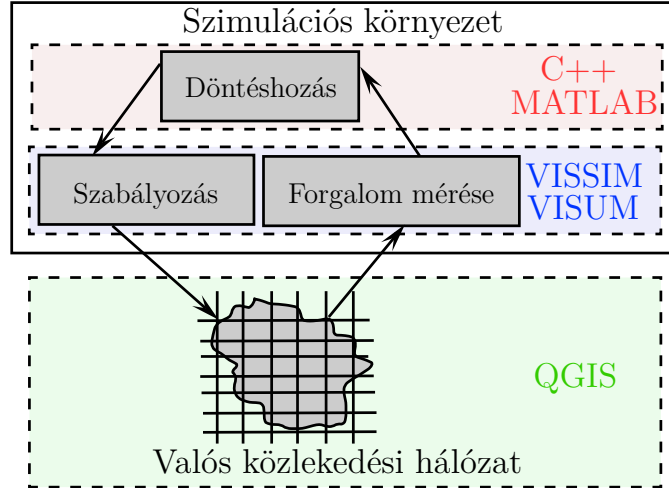 Szimulációs környezet
Döntéshozás
C++
MATLAB
Szabályozás
Forgalom mérése
VISSIM
VISUM
QGIS
Valós közlekedési hálózat